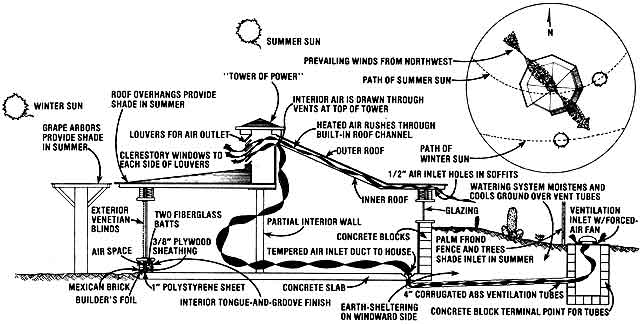 SUMMER SUN
WINTER SUN
"TOWER OF POWER"
ROOF OVERHANGS PROVIDE
SHADE IN SUMMER
GRAPE ARBORS
PROVIDE SHADE
IN SUMMER
LOUVERS FOR AIR OUTLET
CLERESTORY WINDOWS TO
EACH SIDE OF LOUVERS
INTERIOR AIR IS DRAWN THROUGH
VENTS AT TOP OF TOWER
HEATED AIR RUSHES THROUGH
BUILT-IN ROOF CHANNEL
OUTER ROOF
INNER ROOF
1/2" AIR INLET HOLES IN SOFFITS
N
PREVAILING WINDS FROM NORTHWEST
PATH OF SUMMER SUN
PATH OF
WINTER SUN
WATERING SYSTEM MOISTENS AND
COOLS GROUND OVER VENT TUBES
GLAZING
VENTILATION
INLET W/FORCED-
AIR FAN
EXTERIOR
VENETIAN
BLINDS
TWO FIBERGLASS
BATTS
3/8" PLYWOOD
SHEATHING
AIR SPACE
PARTIAL INTERIOR WALL
CONCRETE BLOCKS
PALM FROND
FENCE AND TREES
SHADE INLET IN SUMMER
TEMPERED AIR INLET DUCT TO HOUSE
MEXICAN BRICK
BUILDER'S FOIL
1" POLYSTYRENE SHEET
INTERIOR TONGUE-AND-GROOVE FINISH
CONCRETE SLAB
EARTH-SHELTERING
ON WINDWARD SIDE
4" CORRUGATED ABS VENTILATION TUBES
CONCRETE BLOCK TERMINAL POINT FOR TUBES